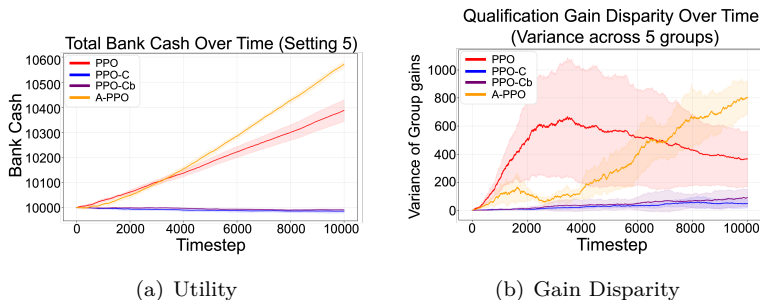 Total Bank Cash Over Time (Setting 5)
Bank Cash
10600
10500
10400
10300
10200
10100
10000
PPO
PPO-C
PPO-Cb
A-PPO
0 2000 4000 6000 8000 10000
Timestep
(a) Utility
Qualification Gain Disparity Over Time
(Variance across 5 groups)
Variance of Group gains
1000
800
600
400
200
0
PPO
PPO-C
PPO-Cb
A-PPO
0 2000 4000 6000 8000 10000
Timestep
(b) Gain Disparity